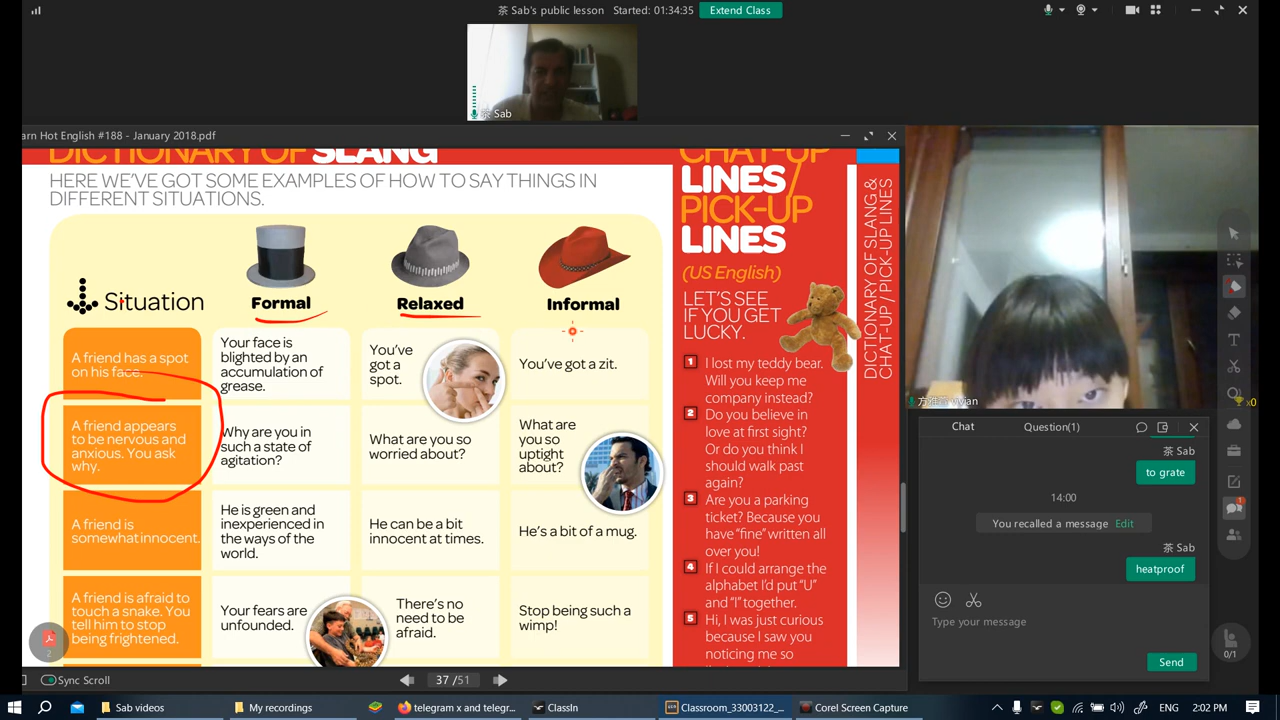 茶 Sab's public lesson
Started: 01:34:35
Extend Class
茶 Sab
arn Hot English #188 - January 2018.pdf
DICTIONARY OF SLANG
HERE WE'VE GOT SOME EXAMPLES OF HOW TO SAY THINGS IN
DIFFERENT SITUATIONS.
Situation
Formal
Relaxed
Informal
A friend has a spot
on his face.
Your face is
blighted by an
accumulation of
grease.
You've
got a
spot.
You've got a zit.
A friend appears
to be nervous and
anxious. You ask
why.
Why are you in
such a state of
agitation?
What are you so
worried about?
What are
you so
uptight
about?
A friend is
somewhat innocent.
He is green and
inexperienced in
the ways of the
world.
He can be a bit
innocent at times.
He's a bit of a mug.
A friend is afraid to
touch a snake. You
tell him to stop
being frightened.
Your fears are
unfounded.
There's no
need to be
afraid.
Stop being such a
wimp!
CHAT-UP
LINES /
PICK-UP
LINES
(US English)
LET'S SEE
IF YOU GET
LUCKY.
1 I lost my teddy bear.
Will you keep me
company instead?
2 Do you believe in
love at first sight?
Or do you think I
should walk past
again?
3 Are you a parking
ticket? Because you
have "fine" written all
over you!
4 If I could arrange the
alphabet I'd put "U"
and "I" together.
5 Hi, I was just curious
because I saw you
noticing me so
DICTIONARY OF SLANG &
CHAT-UP / PICK-UP LINES
2
Sync Scroll
37 /51
vivian
x0
Chat
Question(1)
茶 Sab
to grate
14:00
You recalled a message Edit
茶 Sab
heatproof
Type your message
Send
1
0/1
Sab videos
My recordings
telegram x and telegr...
ClassIn
Classroom_33003122_...
Corel Screen Capture
ENG
2:02 PM